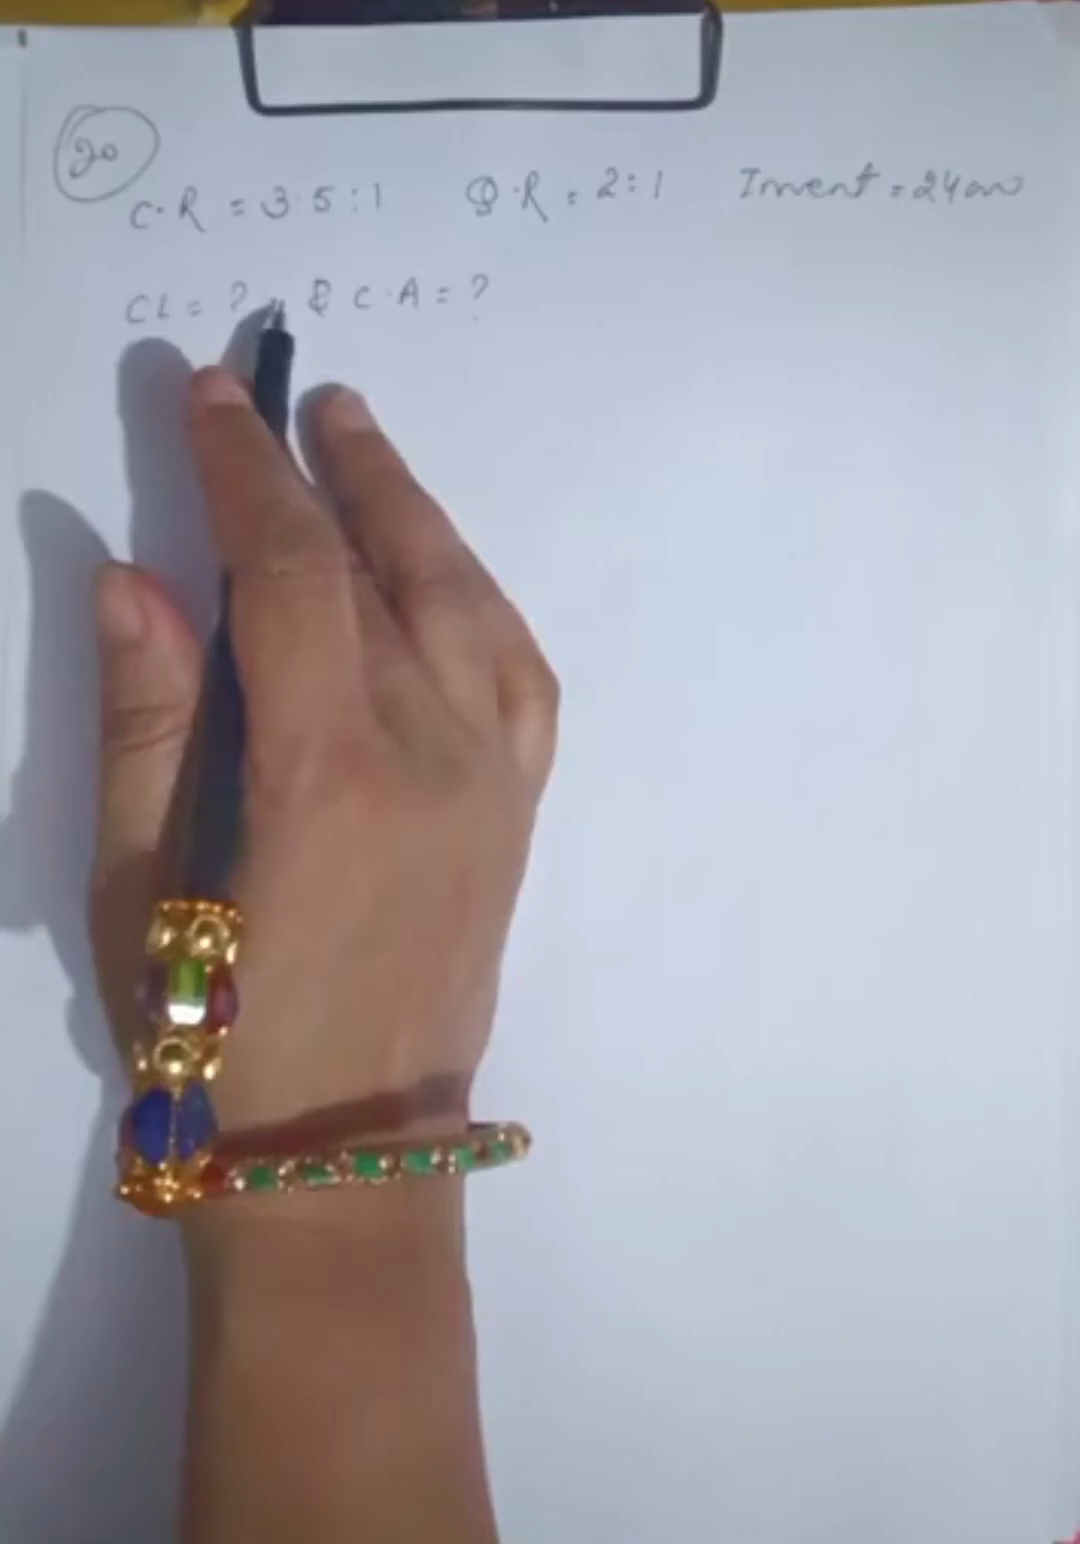 20
C.R = 3.5:1 Q.R = 2:1 Invent = 24000
CL = ? & C.A = ?